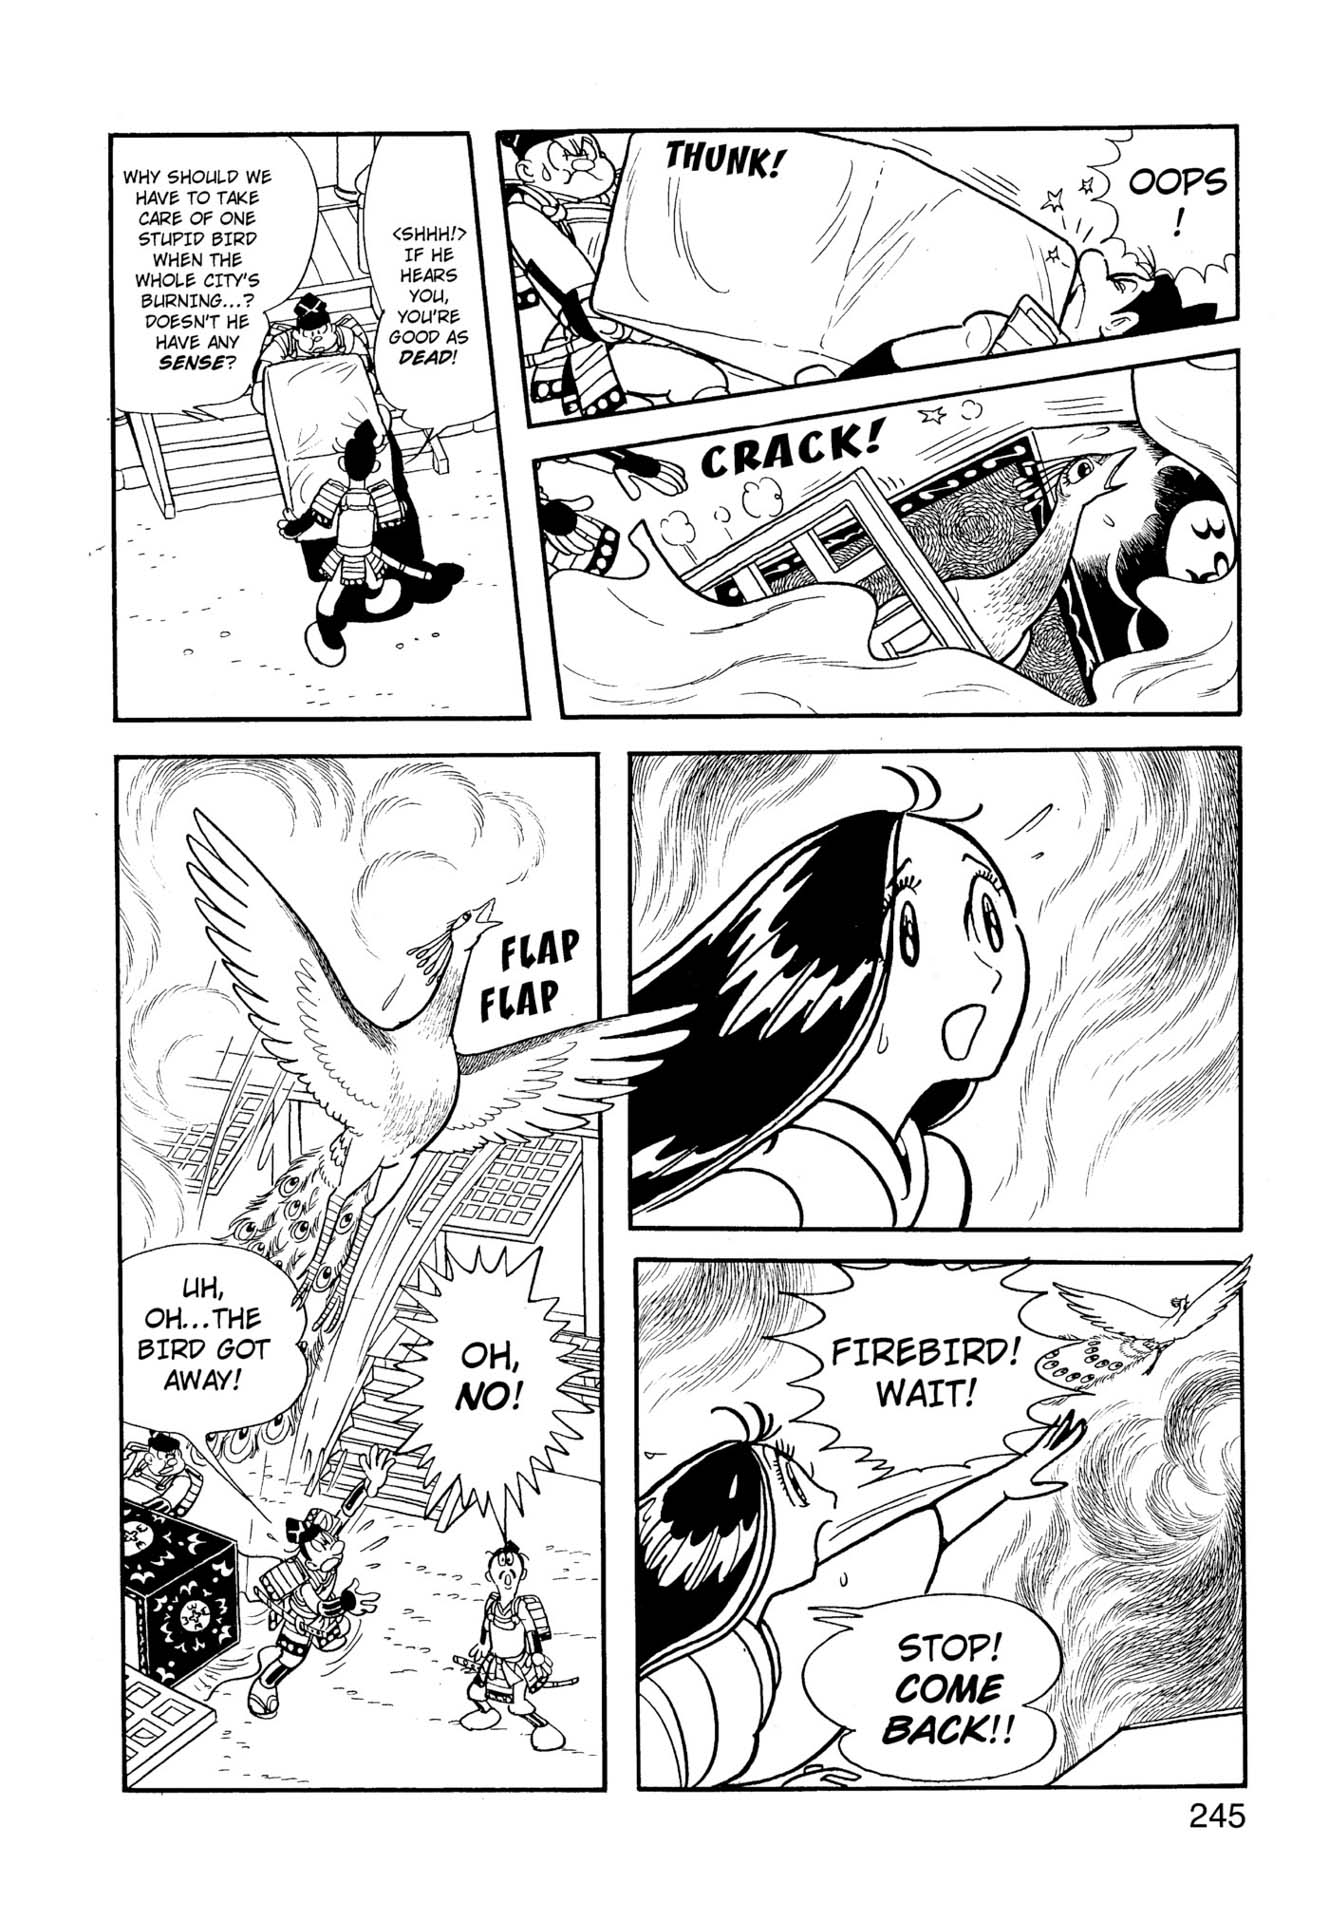 WHY SHOULD WE
HAVE TO TAKE
CARE OF ONE
STUPID BIRD
WHEN THE
WHOLE CITY'S
BURNING...?
DOESN'T HE
HAVE ANY
SENSE?
<SHHH!>
IF HE
HEARS
YOU,
YOU'RE
GOOD AS
DEAD!
THUNK!
OOPS
!
CRACK!
FLAP
FLAP
UH,
OH...THE
BIRD GOT
AWAY!
OH,
NO!
FIREBIRD!
WAIT!
STOP!
COME
BACK!!
245